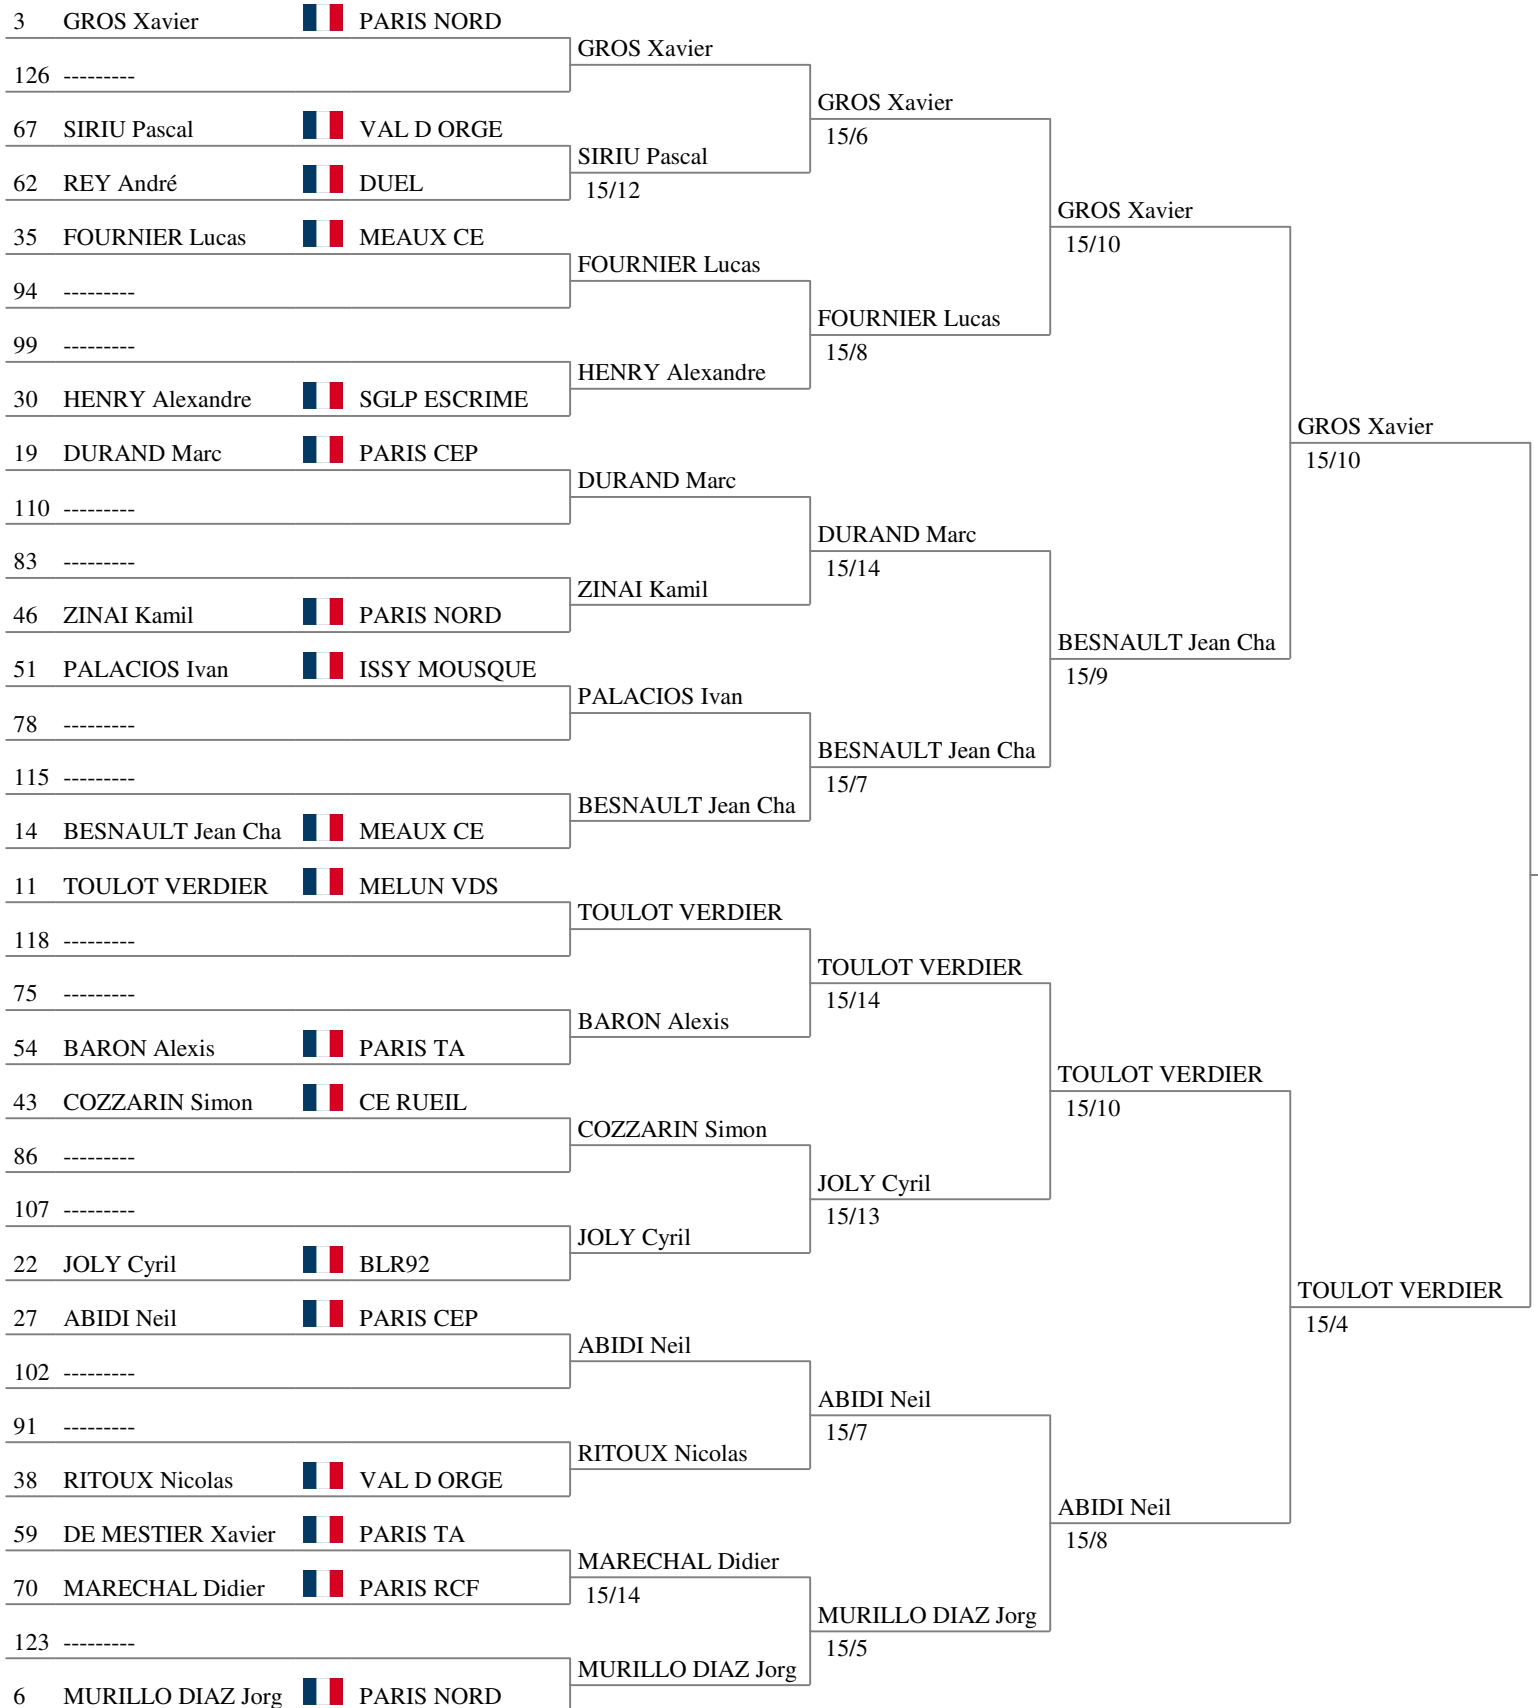 3 GROS Xavier PARIS NORD
126 ---------
67 SIRIU Pascal VAL D ORGE
62 REY André DUEL
35 FOURNIER Lucas MEAUX CE
94 ---------
99 ---------
30 HENRY Alexandre SGLP ESCRIME
19 DURAND Marc PARIS CEP
110 ---------
83 ---------
46 ZINAI Kamil PARIS NORD
51 PALACIOS Ivan ISSY MOUSQUE
78 ---------
115 ---------
14 BESNAULT Jean Cha MEAUX CE
11 TOULOT VERDIER MELUN VDS
118 ---------
75 ---------
54 BARON Alexis PARIS TA
43 COZZARIN Simon CE RUEIL
86 ---------
107 ---------
22 JOLY Cyril BLR92
27 ABIDI Neil PARIS CEP
102 ---------
91 ---------
38 RITOUX Nicolas VAL D ORGE
59 DE MESTIER Xavier PARIS TA
70 MARECHAL Didier PARIS RCF
123 ---------
6 MURILLO DIAZ Jorg PARIS NORD
GROS Xavier
SIRIU Pascal
15/12
FOURNIER Lucas
HENRY Alexandre
DURAND Marc
ZINAI Kamil
PALACIOS Ivan
BESNAULT Jean Cha
TOULOT VERDIER
BARON Alexis
COZZARIN Simon
JOLY Cyril
ABIDI Neil
RITOUX Nicolas
MARECHAL Didier
15/14
MURILLO DIAZ Jorg
GROS Xavier
15/6
FOURNIER Lucas
15/8
DURAND Marc
15/14
BESNAULT Jean Cha
15/7
TOULOT VERDIER
15/14
JOLY Cyril
15/13
ABIDI Neil
15/7
MURILLO DIAZ Jorg
15/5
GROS Xavier
15/10
BESNAULT Jean Cha
15/9
TOULOT VERDIER
15/10
ABIDI Neil
15/8
GROS Xavier
15/10
TOULOT VERDIER
15/4